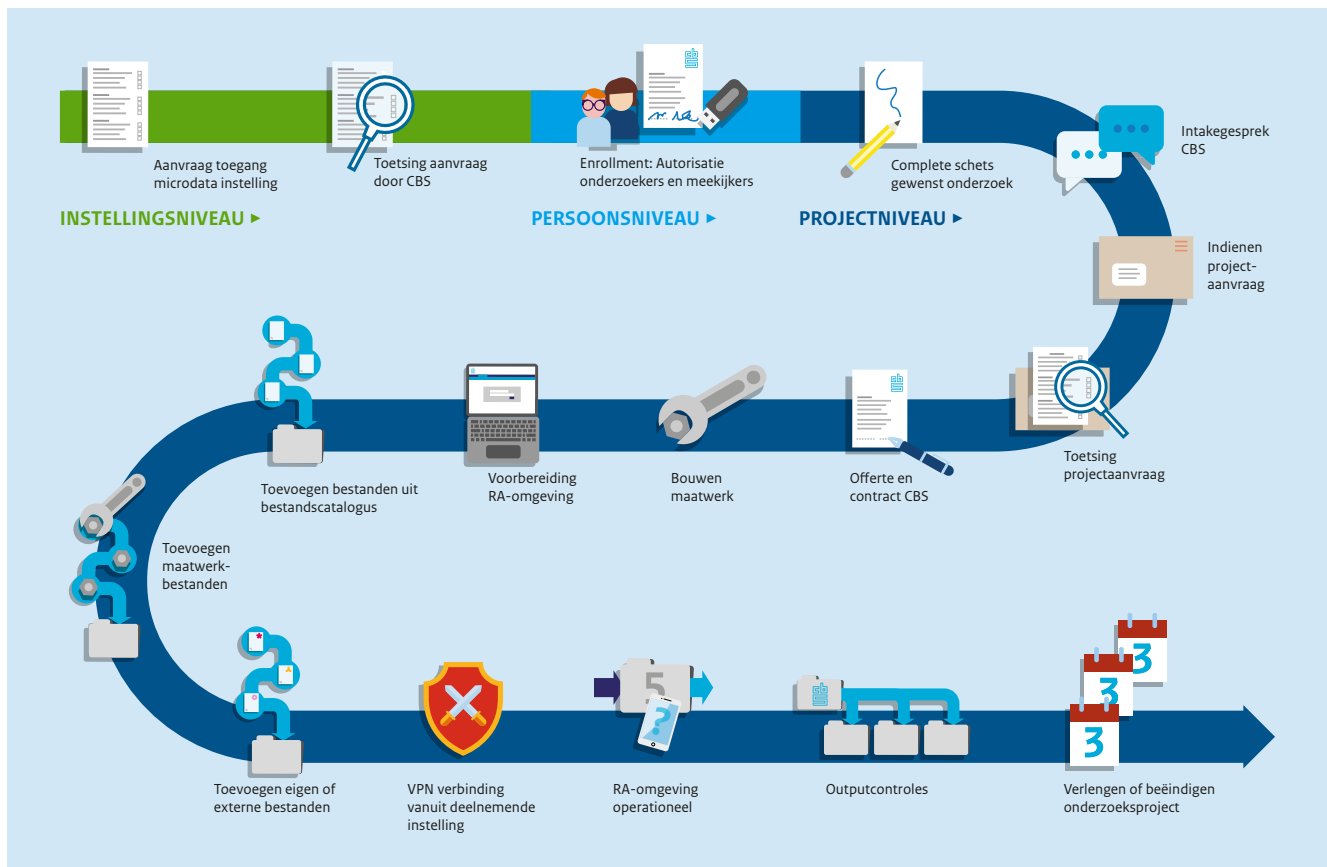 Aanvraag toegang
microdata instelling
Toetsing aanvraag
door CBS
Enrollment: Autorisatie
onderzoekers en meekijkers
Complete schets
gewenst onderzoek
Intakegesprek
CBS
INSTELLINGSNIVEAU ►
PERSOONSNIVEAU ►
PROJECTNIVEAU ►
Indienen
project-
aanvraag
Toetsing
projectaanvraag
Offerte en
contract CBS
Bouwen
maatwerk
Voorbereiding
RA-omgeving
Toevoegen bestanden uit
bestandscatalogus
Toevoegen
maatwerk-
bestanden
Toevoegen eigen of
externe bestanden
VPN verbinding
vanuit deelnemende
instelling
5
?
RA-omgeving
operationeel
Outputcontroles
3
3
3
Verlengen of beëindigen
onderzoeksproject